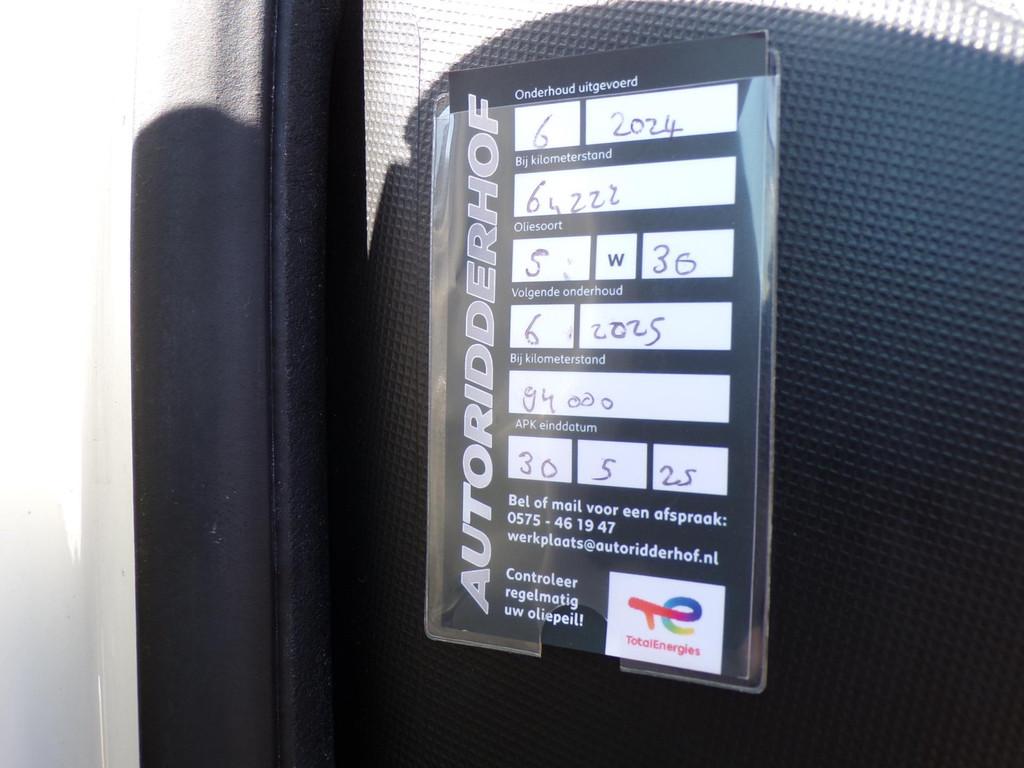 AUTORIDDERHOF
Onderhoud uitgevoerd
6 2024
Bij kilometerstand
64222
Oliesoort
5 W 30
Volgende onderhoud
6 2025
Bij kilometerstand
94000
APK einddatum
30 5 25
Bel of mail voor een afspraak:
0575 - 46 19 47
werkplaats@autoridderhof.nl
Controleer
regelmatig
uw oliepeil!
TotalEnergies